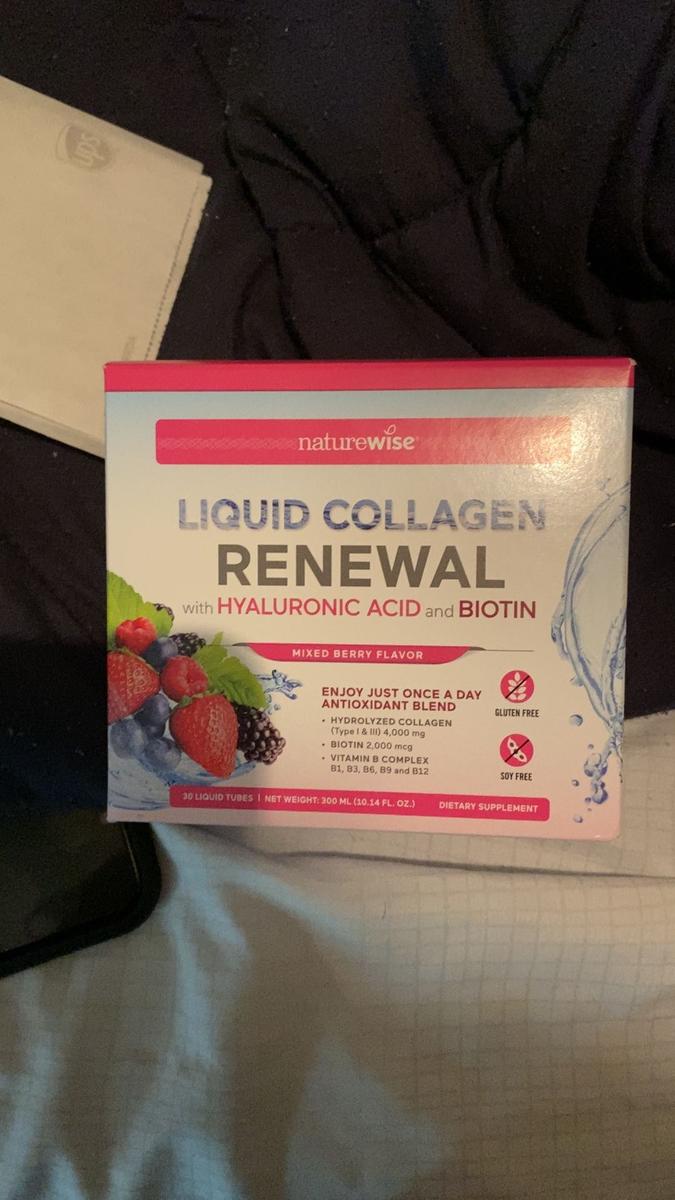 ups
naturewise
LIQUID COLLAGEN
RENEWAL
with HYALURONIC ACID and BIOTIN
MIXED BERRY FLAVOR
ENJOY JUST ONCE A DAY
ANTIOXIDANT BLEND
• HYDROLYZED COLLAGEN
(Type I & III) 4,000 mg
• BIOTIN 2,000 mcg
• VITAMIN B COMPLEX
B1, B3, B6, B9 and B12
GLUTEN FREE
SOY FREE
30 LIQUID TUBES | NET WEIGHT: 300 ML (10.14 FL. OZ.) DIETARY SUPPLEMENT